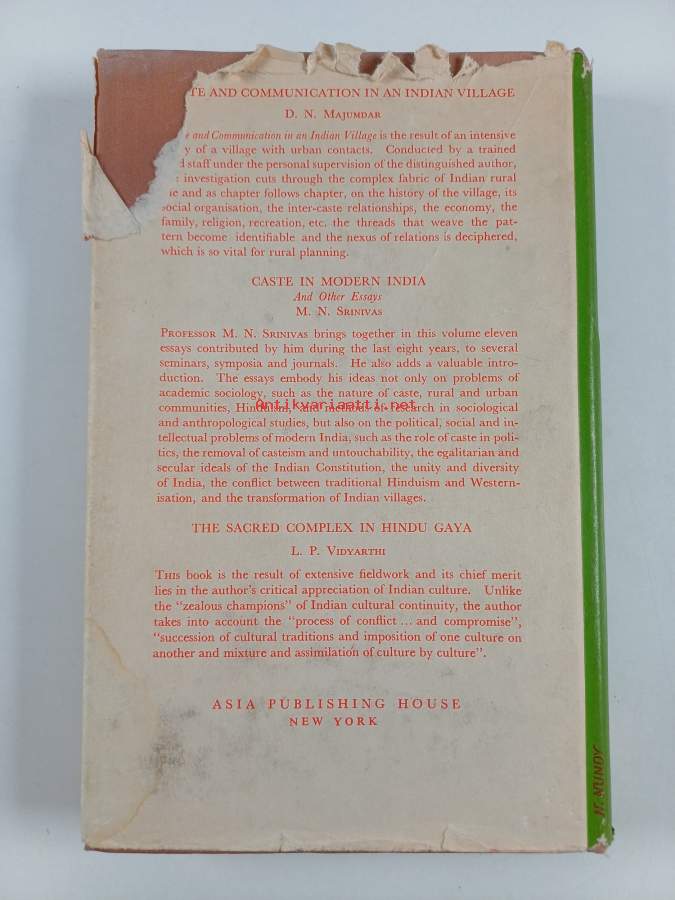 TE AND COMMUNICATION IN AN INDIAN VILLAGE
D. N. MAJUMDAR
e and Communication in an Indian Village is the result of an intensive
y of a village with urban contacts. Conducted by a trained
d staff under the personal supervision of the distinguished author,
investigation cuts through the complex fabric of Indian rural
and as chapter follows chapter, on the history of the village, its
social organisation, the inter-caste relationships, the economy, the
family, religion, recreation, etc. the threads that weave the pat-
tern become identifiable and the nexus of relations is deciphered,
which is so vital for rural planning.
CASTE IN MODERN INDIA
And Other Essays
M. N. SRINIVAS
PROFESSOR M. N. SRINIVAS brings together in this volume eleven
essays contributed by him during the last eight years, to several
seminars, symposia and journals. He also adds a valuable intro-
duction. The essays embody his ideas not only on problems of
academic sociology, such as the nature of caste, rural and urban
communities, Hinduism, and methods of research in sociological
Antikvariaatti.net
and anthropological studies, but also on the political, social and in-
tellectual problems of modern India, such as the role of caste in poli-
tics, the removal of casteism and untouchability, the egalitarian and
secular ideals of the Indian Constitution, the unity and diversity
of India, the conflict between traditional Hinduism and Western-
isation, and the transformation of Indian villages.
THE SACRED COMPLEX IN HINDU GAYA
L. P. VIDYARTHI
THIS book is the result of extensive fieldwork and its chief merit
lies in the author's critical appreciation of Indian culture. Unlike
the "zealous champions" of Indian cultural continuity, the author
takes into account the "process of conflict ... and compromise",
"succession of cultural traditions and imposition of one culture on
another and mixture and assimilation of culture by culture".
ASIA PUBLISHING HOUSE
NEW YORK
N. NUNDY